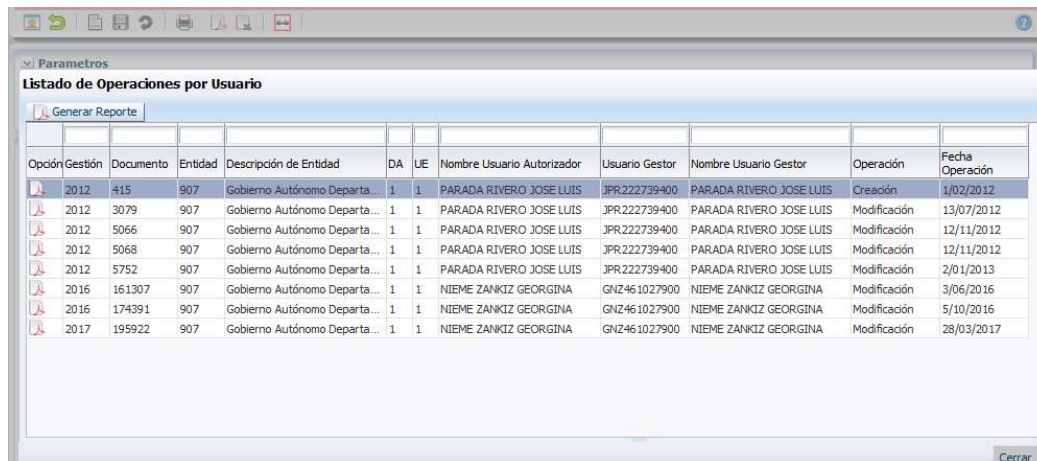 Parametros
Listado de Operaciones por Usuario
Generar Reporte
Opción Gestión Documento Entidad Descripción de Entidad DA UE Nombre Usuario Autorizador Usuario Gestor Nombre Usuario Gestor Operación Fecha Operación
2012 415 907 Gobierno Autónomo Departa... 1 1 PARADA RIVERO JOSE LUIS JPR222739400 PARADA RIVERO JOSE LUIS Creación 1/02/2012
2012 3079 907 Gobierno Autónomo Departa... 1 1 PARADA RIVERO JOSE LUIS JPR222739400 PARADA RIVERO JOSE LUIS Modificación 13/07/2012
2012 5066 907 Gobierno Autónomo Departa... 1 1 PARADA RIVERO JOSE LUIS JPR222739400 PARADA RIVERO JOSE LUIS Modificación 12/11/2012
2012 5068 907 Gobierno Autónomo Departa... 1 1 PARADA RIVERO JOSE LUIS JPR222739400 PARADA RIVERO JOSE LUIS Modificación 12/11/2012
2012 5752 907 Gobierno Autónomo Departa... 1 1 PARADA RIVERO JOSE LUIS JPR222739400 PARADA RIVERO JOSE LUIS Modificación 2/01/2013
2016 161307 907 Gobierno Autónomo Departa... 1 1 NIEME ZANKIZ GEORGINA GNZ461027900 NIEME ZANKIZ GEORGINA Modificación 3/06/2016
2016 174391 907 Gobierno Autónomo Departa... 1 1 NIEME ZANKIZ GEORGINA GNZ461027900 NIEME ZANKIZ GEORGINA Modificación 5/10/2016
2017 195922 907 Gobierno Autónomo Departa... 1 1 NIEME ZANKIZ GEORGINA GNZ461027900 NIEME ZANKIZ GEORGINA Modificación 28/03/2017
Cerrar